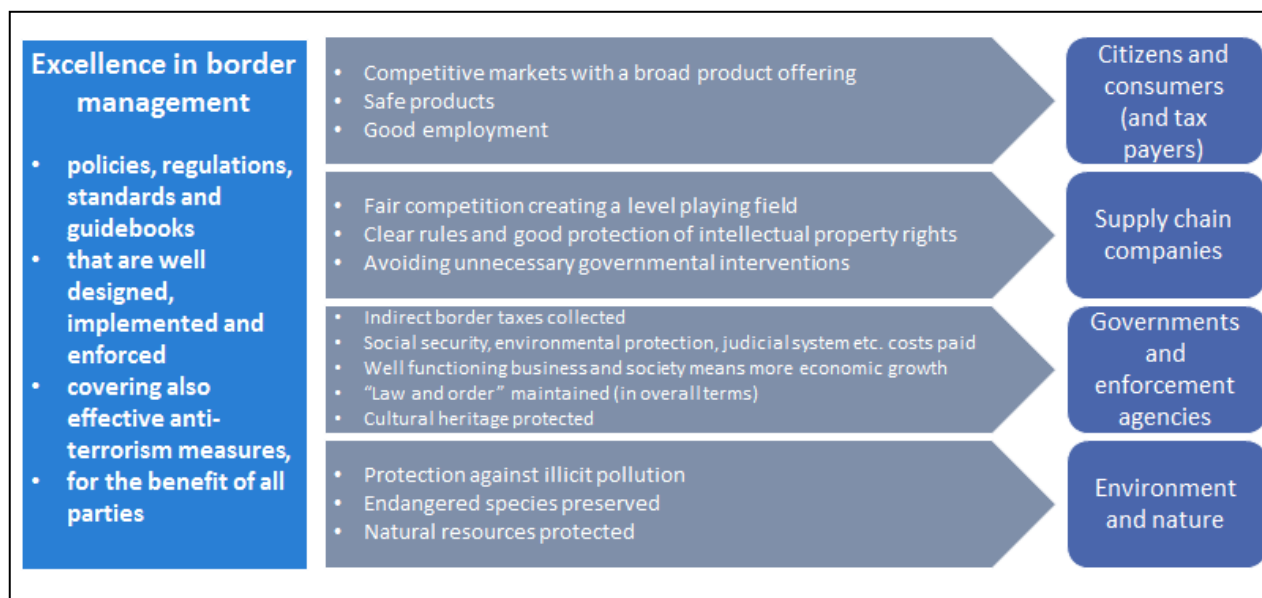 Excellence in border
management
• policies, regulations,
standards and
guidebooks
• that are well
designed,
implemented and
enforced
• covering also
effective anti-
terrorism measures,
• for the benefit of all
parties
• Competitive markets with a broad product offering
• Safe products
• Good employment
Citizens and
consumers
(and tax
payers)
• Fair competition creating a level playing field
• Clear rules and good protection of intellectual property rights
• Avoiding unnecessary governmental interventions
Supply chain
companies
• Indirect border taxes collected
• Social security, environmental protection, judicial system etc. costs paid
• Well functioning business and society means more economic growth
• “Law and order” maintained (in overall terms)
• Cultural heritage protected
Governments
and
enforcement
agencies
• Protection against illicit pollution
• Endangered species preserved
• Natural resources protected
Environment
and nature